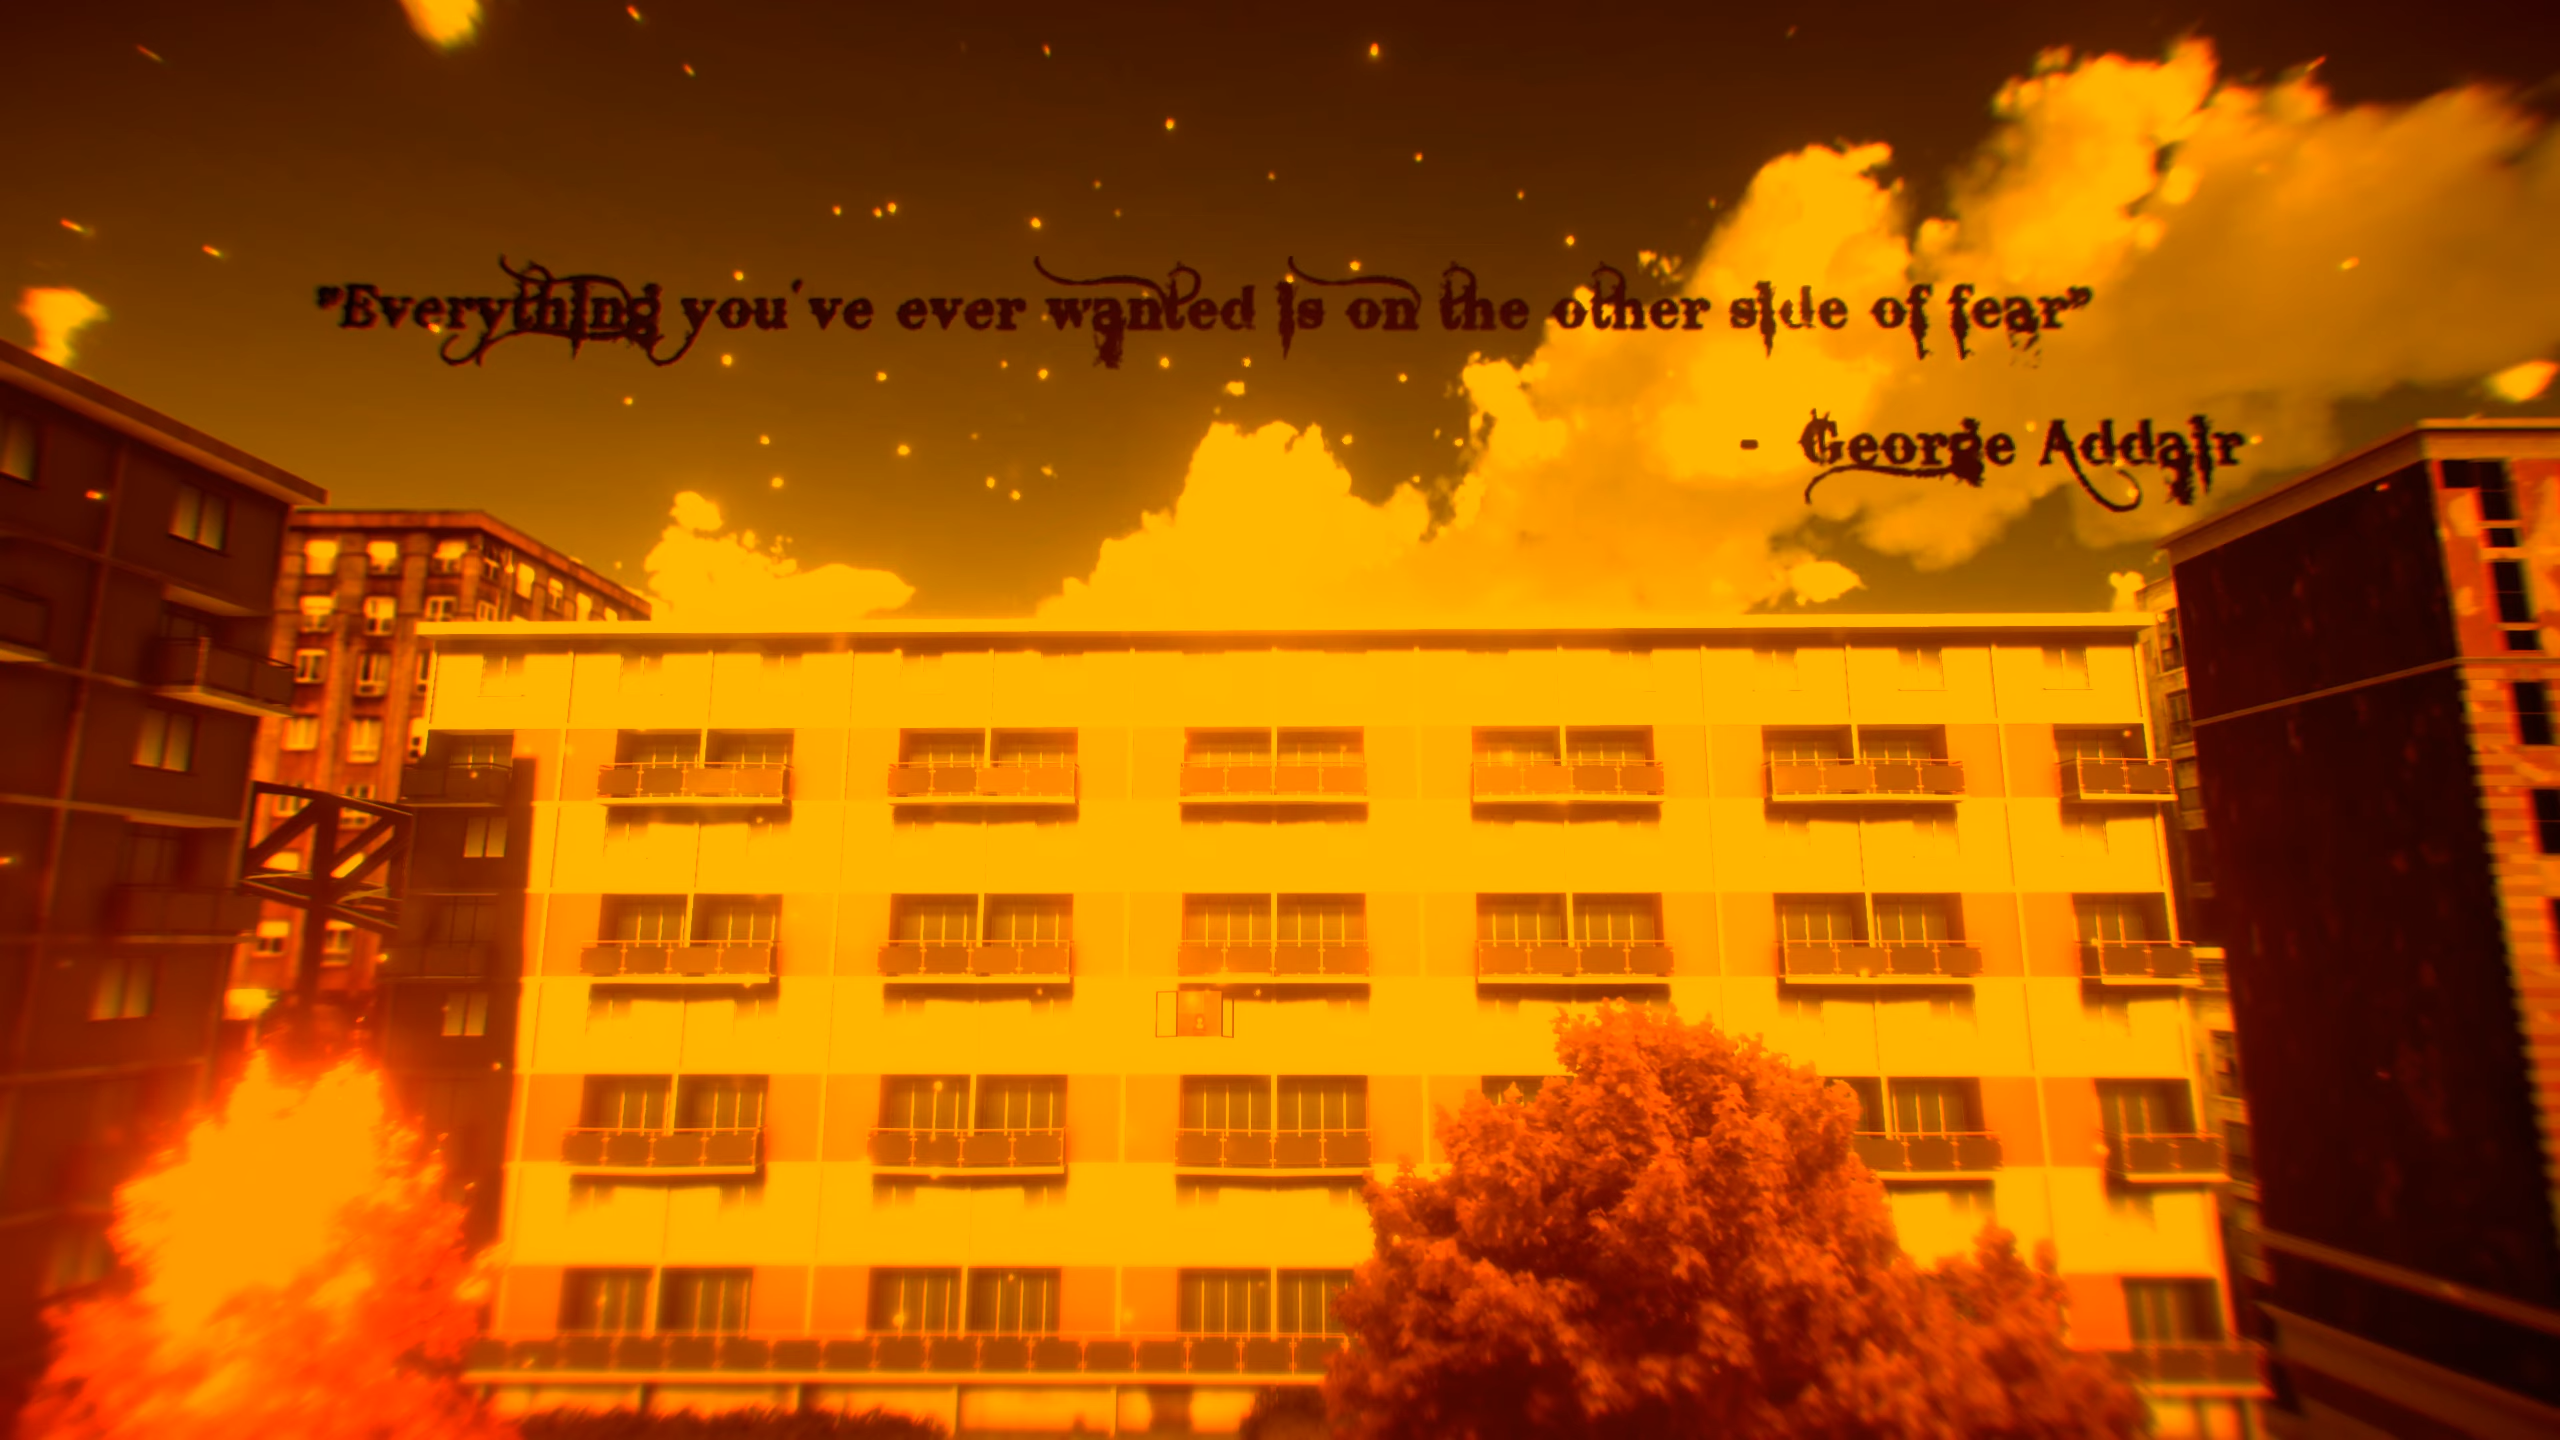 "Everything you've ever wanted is on the other side of fear"
- George Addair